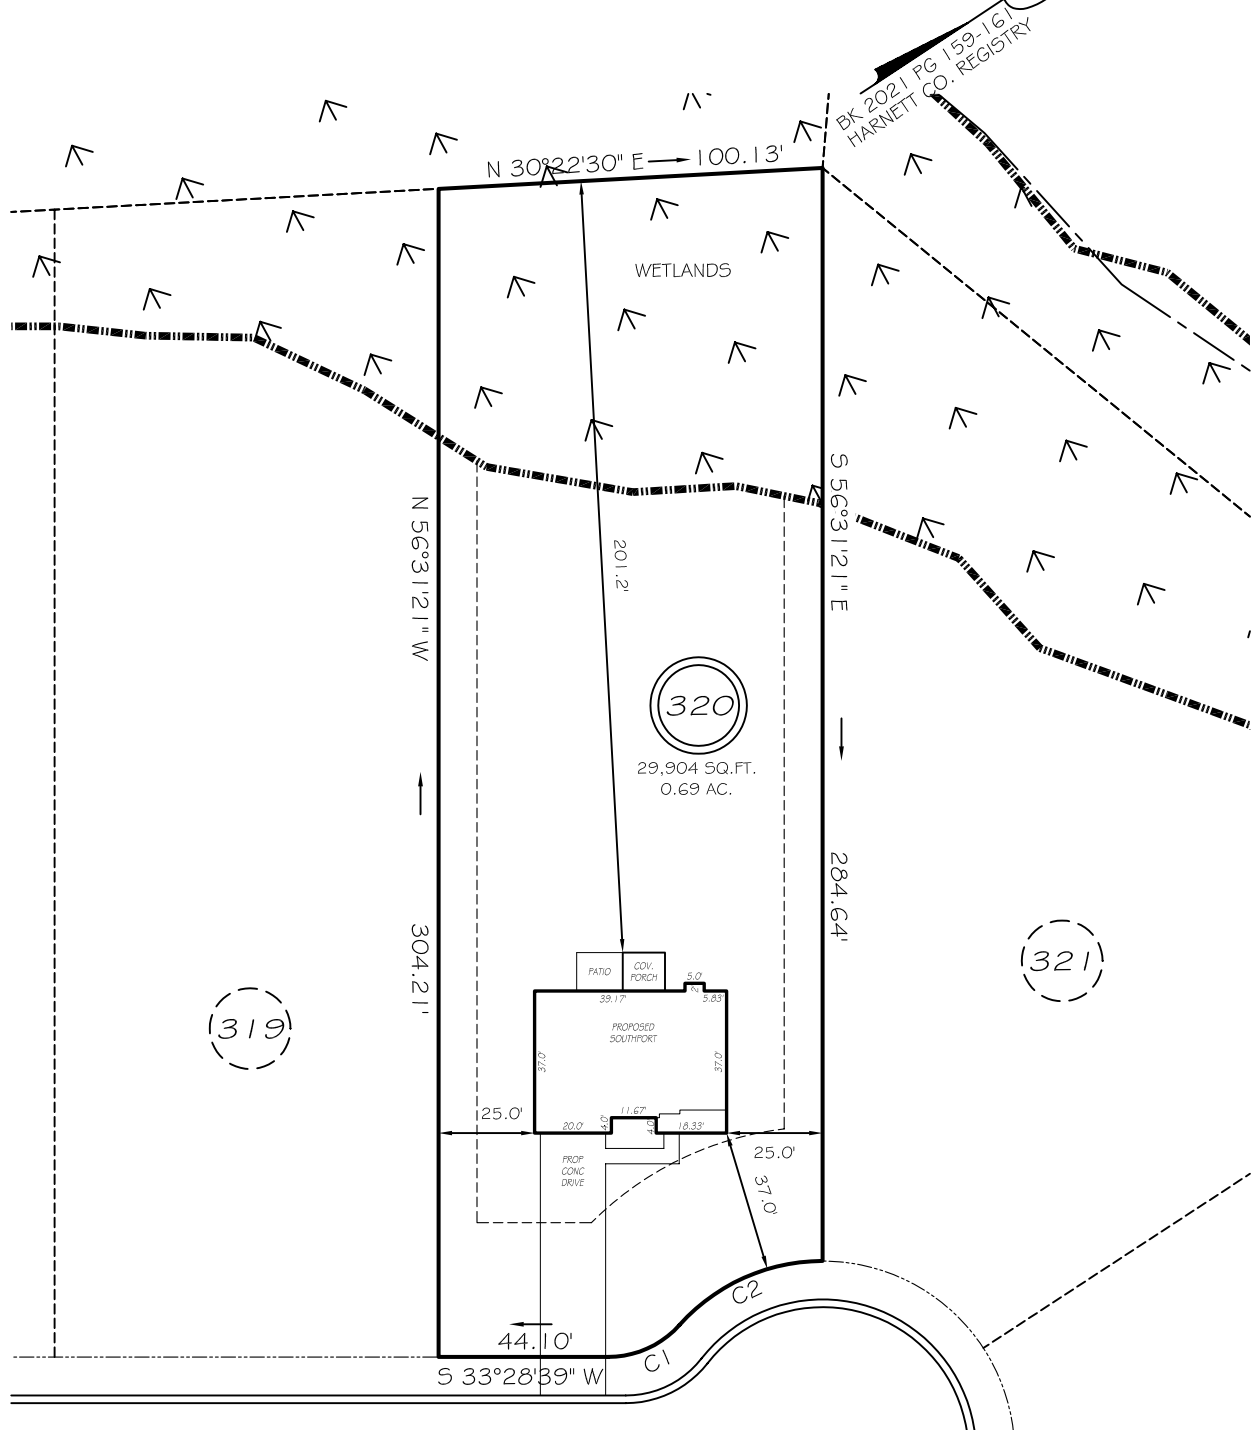 BK 2021 PG 159-161
HARNETT CO. REGISTRY
N 30°22'30" E
100.13'
WETLANDS
N 56°31'21" W
304.21'
S 56°31'21" E
284.64'
201.2'
320
29,904 SQ.FT.
0.69 AC.
319
321
PATIO
COV.
PORCH
5.0'
2'
39.17'
5.83'
PROPOSED
SOUTHPORT
37.0'
37.0'
25.0'
11.67'
20.0'
4.0'
4.0'
18.33'
25.0'
PROP
CONC
DRIVE
37.0'
C2
C1
44.10'
S 33°28'39" W